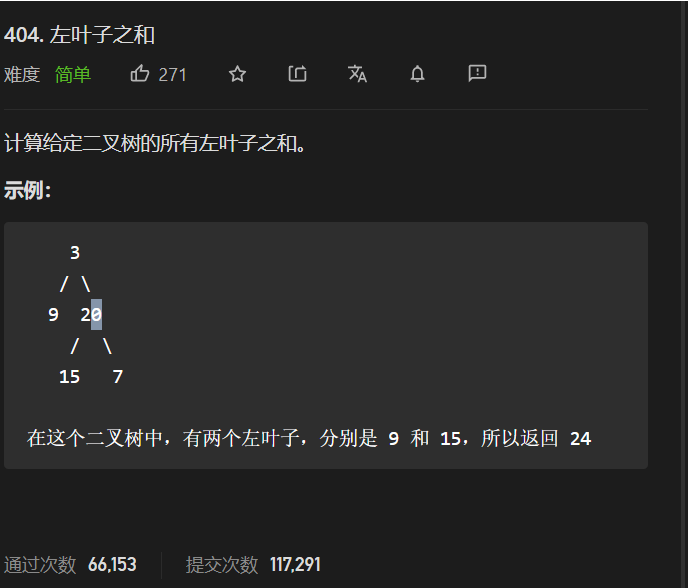 404. 左叶子之和
难度 简单 271
计算给定二叉树的所有左叶子之和。
示例：
3
/ \
9 20
/ \
15 7
在这个二叉树中，有两个左叶子，分别是 9 和 15，所以返回 24
通过次数 66,153 提交次数 117,291